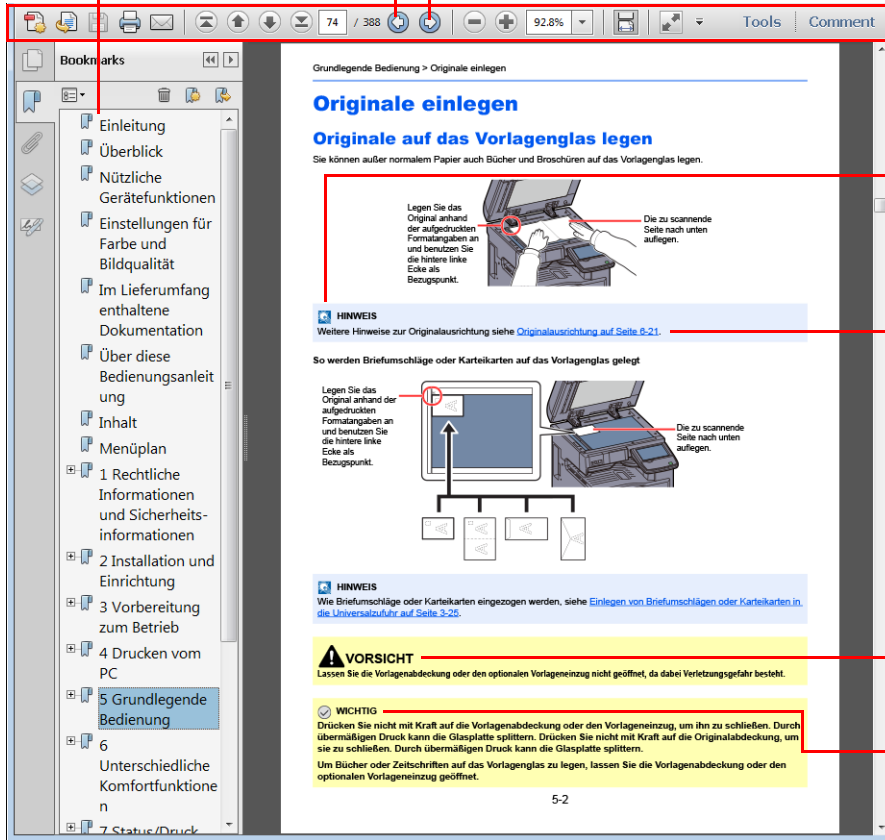 74 / 388 92.8% Tools Comment
Bookmarks
Einleitung
Überblick
Nützliche
Gerätefunktionen
Einstellungen für
Farbe und
Bildqualität
Im Lieferumfang
enthaltene
Dokumentation
Über diese
Bedienungsanleit
ung
Inhalt
Menüplan
1 Rechtliche
Informationen
und Sicherheits-
informationen
2 Installation und
Einrichtung
3 Vorbereitung
zum Betrieb
4 Drucken vom
PC
5 Grundlegende
Bedienung
6
Unterschiedliche
Komfortfunktione
n
7 Status/Druck
Grundlegende Bedienung > Originale einlegen
Originale einlegen
Originale auf das Vorlagenglas legen
Sie können außer normalem Papier auch Bücher und Broschüren auf das Vorlagenglas legen.
Legen Sie das
Original anhand
der aufgedruckten
Formatangaben an
und benutzen Sie
die hintere linke
Ecke als
Bezugspunkt.
Die zu scannende
Seite nach unten
auflegen.
HINWEIS
Weitere Hinweise zur Originalausrichtung siehe Originalausrichtung auf Seite 6-21.
So werden Briefumschläge oder Karteikarten auf das Vorlagenglas gelegt
Legen Sie das
Original anhand der
aufgedruckten
Formatangaben an
und benutzen Sie
die hintere linke
Ecke als
Bezugspunkt.
Die zu scannende
Seite nach unten
auflegen.
HINWEIS
Wie Briefumschläge oder Karteikarten eingezogen werden, siehe Einlegen von Briefumschlägen oder Karteikarten in
die Universalzufuhr auf Seite 3-25.
VORSICHT
Lassen Sie die Vorlagenabdeckung oder den optionalen Vorlageneinzug nicht geöffnet, da dabei Verletzungsgefahr besteht.
WICHTIG
Drücken Sie nicht mit Kraft auf die Vorlagenabdeckung oder den Vorlageneinzug, um ihn zu schließen. Durch
übermäßigen Druck kann die Glasplatte splittern. Drücken Sie nicht mit Kraft auf die Originalabdeckung, um
sie zu schließen. Durch übermäßigen Druck kann die Glasplatte splittern.
Um Bücher oder Zeitschriften auf das Vorlagenglas zu legen, lassen Sie die Vorlagenabdeckung oder den
optionalen Vorlageneinzug geöffnet.
5-2